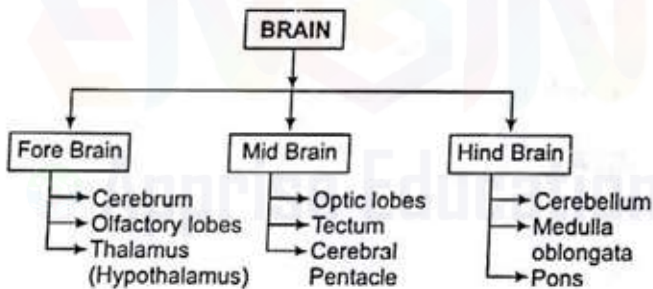 BRAIN
Fore Brain
Cerebrum
Olfactory lobes
Thalamus
(Hypothalamus)
Mid Brain
Optic lobes
Tectum
Cerebral
Pentacle
Hind Brain
Cerebellum
Medulla
oblongata
Pons